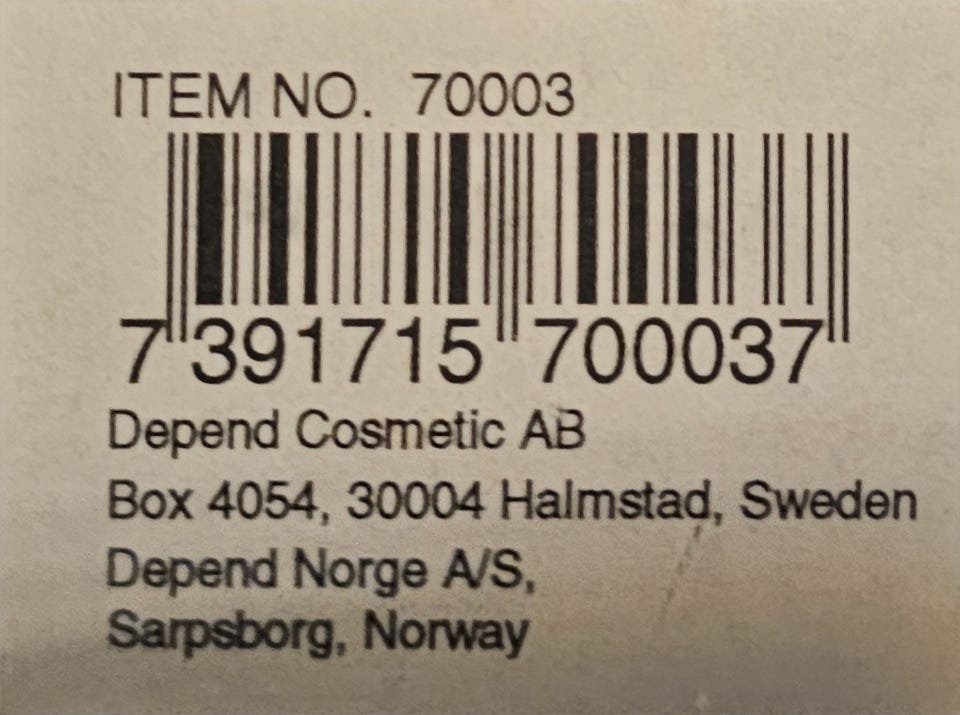 ITEM NO. 70003
7 391715 700037
Depend Cosmetic AB
Box 4054, 30004 Halmstad, Sweden
Depend Norge A/S,
Sarpsborg, Norway